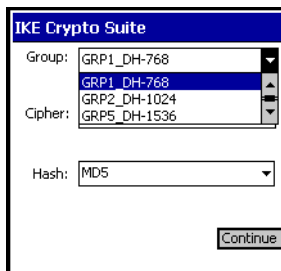 IKE Crypto Suite
Group: GRP1_DH-768
GRP1_DH-768
GRP2_DH-1024
Cipher: GRP5_DH-1536
Hash: MD5
Continue